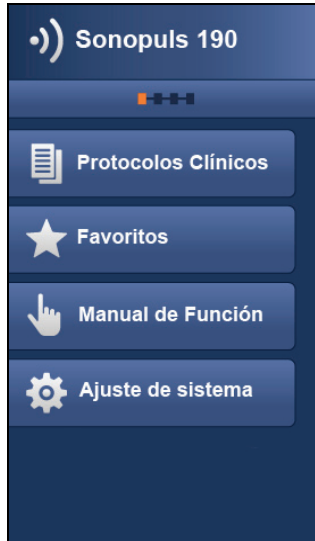 Sonopuls 190
Protocolos Clínicos
Favoritos
Manual de Función
Ajuste de sistema